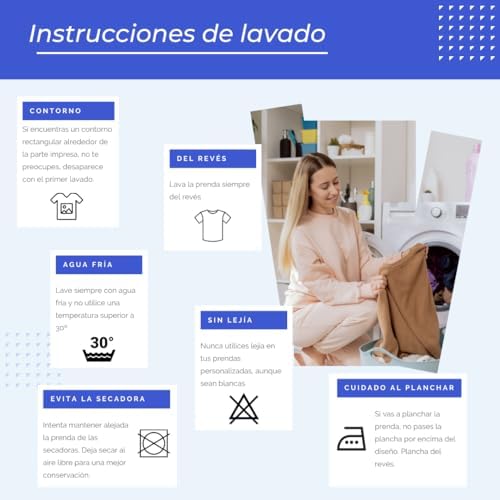 Instrucciones de lavado
CONTORNO
Si encuentras un contorno
rectangular alrededor de
la parte impresa, no te
preocupes, desaparece
con el primer lavado.
DEL REVÉS
Lava la prenda siempre
del revés
AGUA FRÍA
Lave siempre con agua
fria y no utilice una
temperatura superior a
30º
30°
SIN LEJÍA
Nunca utilices lejia en
tus prendas
personalizadas, aunque
sean blancas
EVITA LA SECADORA
Intenta mantener alejada
la prenda de las
secadoras. Deja secar al
aire libre para una mejor
conservación.
CUIDADO AL PLANCHAR
Si vas a planchar la
prenda, no pases la
plancha por encima del
diseño. Plancha del
revés.